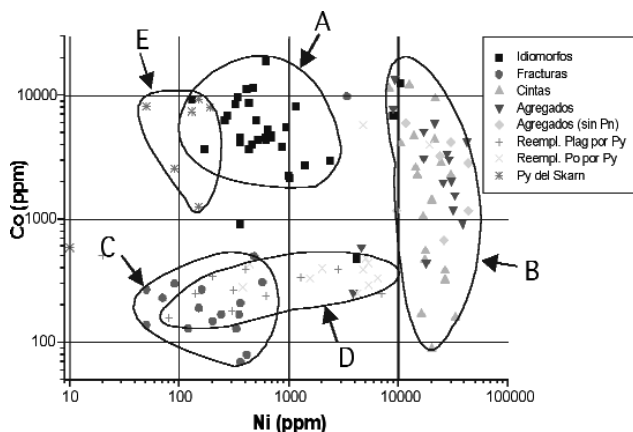 E
A
10000
1000
100
Co (ppm)
C
D
B
10
100
1000
10000
100000
Ni (ppm)
Idiomorfos
Fracturas
Cintas
Agregados
Agregados (sin Pn)
Reempl. Plag por Py
Reempl. Po por Py
Py del Skarn